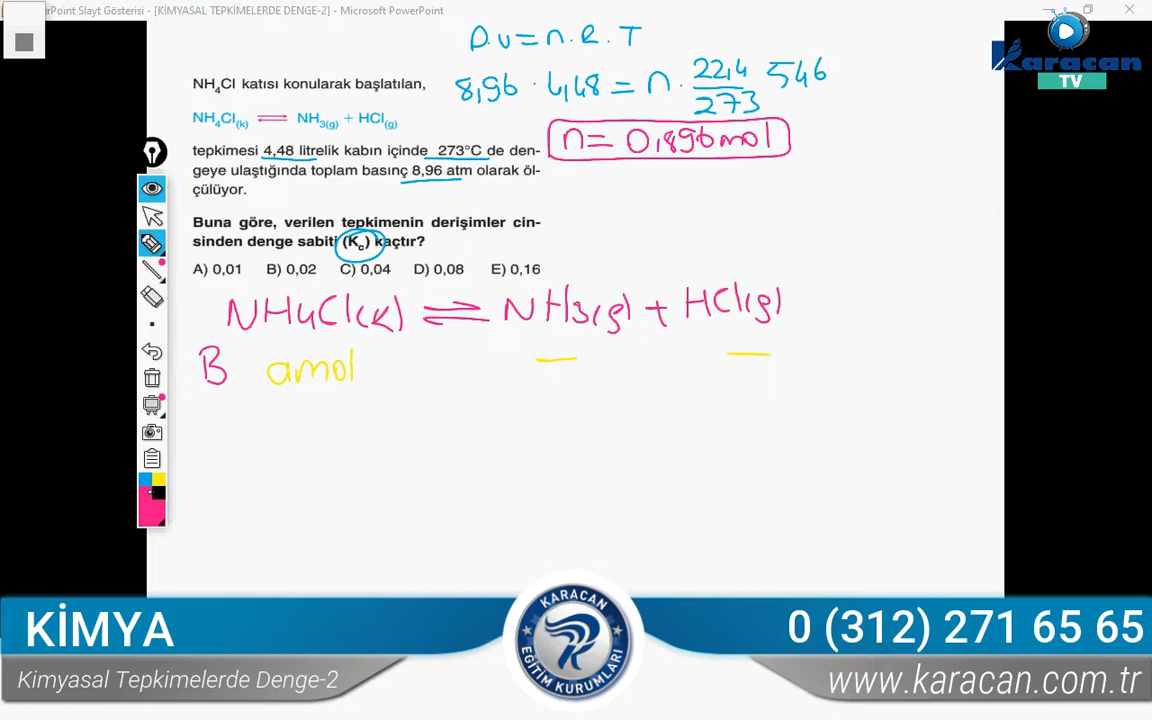 PowerPoint Slayt Gösterisi - [KİMYASAL TEPKİMELERDE DENGE-2] - Microsoft PowerPoint
Karacan
TV
P.V=n.R.T
8,96 . 4,48 = n . 22,4/273 546
n= 0,896mol
NH4Cl katısı konularak başlatılan,
NH4Cl(k) ⇌ NH3(g) + HCl(g)
tepkimesi 4,48 litrelik kabın içinde 273°C de den-
geye ulaştığında toplam basınç 8,96 atm olarak öl-
çülüyor.
Buna göre, verilen tepkimenin derişimler cin-
sinden denge sabiti (Kc) kaçtır?
A) 0,01 B) 0,02 C) 0,04 D) 0,08 E) 0,16
NH4Cl(k) ⇌ NH3(g) + HCl(g)
B amol — —
KİMYA
Kimyasal Tepkimelerde Denge-2
KARACAN
EĞİTİM KURUMLARI
0 (312) 271 65 65
www.karacan.com.tr